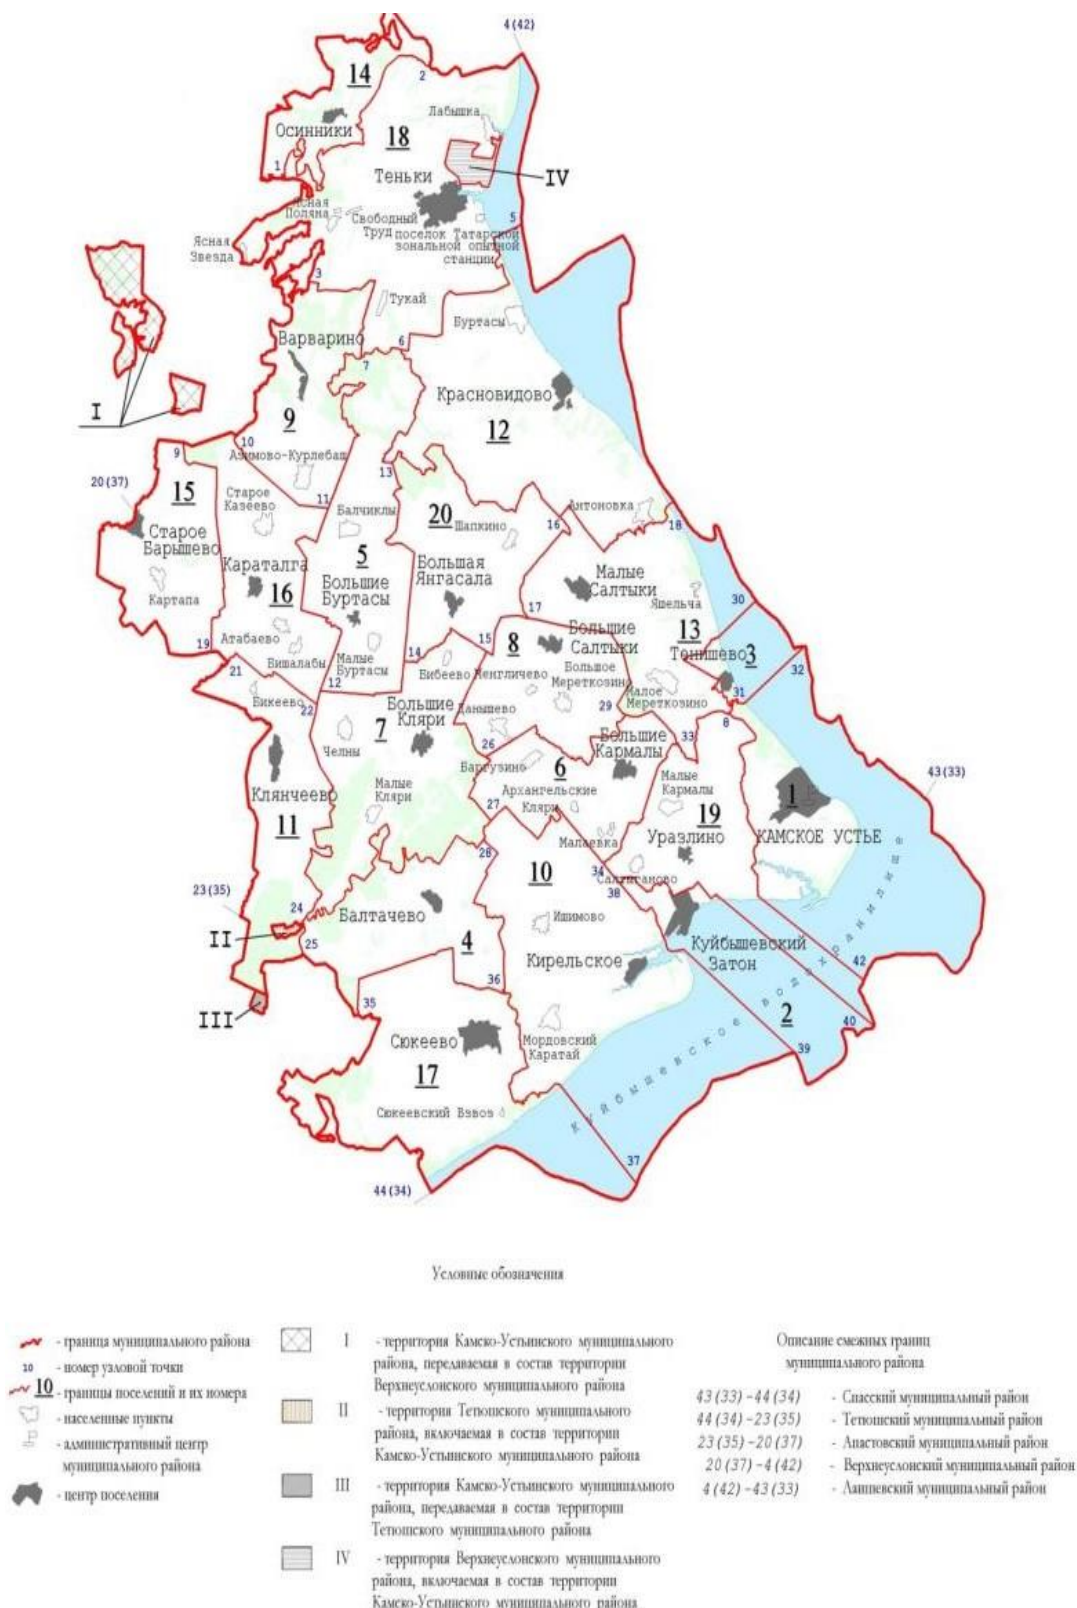 4 (42)
14
2
Лабышка
Осинники
18
1
IV
Теньки
Ясная
Поляна
Свободный
Труд
поселок Татарской
зональной опытной
станции
5
Ясная
Звезда
3
Тукай
Буртасы
Варварино
6
7
I
Красновидово
9
12
10
Азимово-Курлебаш
9
13
20 (37)
15
Старое
Казеево
11
Балчиклы
20
Шапкино
Антоновка
16
18
Старое
Барышево
Караталга
5
Большая
Янгасала
Малые
Салтыки
Картапа
16
Большие
Буртасы
Яшельча
30
17
Атабаево
19
Бишалабы
Малые
Буртасы
14
15
8
Большие
Салтыки
13
Тенишево
3
32
21
Бикеево
12
Бибеево
Менгличево
Большое
Мереткозино
Малое
Мереткозино
31
22
7
Большие
Кляри
Данышево
29
8
Челны
26
Большие
Кармалы
33
Клянчеево
Малые
Кляри
Варгузино
6
Архангельские
Кляри
Малые
Кармалы
1
43 (33)
11
27
19
КАМСКОЕ УСТЬЕ
Малаевка
Уразлино
28
10
34
Салтыганово
38
23 (35)
24
Балтачево
Ишимово
II
25
4
Кирельское
Куйбышевский
Затон
42
36
III
35
2
40
39
Сюкеево
Мордовский
Каратай
17
Куйбышевское водохранилище
Сюкеевский Взвоз
37
44 (34)
Условные обозначения
- граница муниципального района
10 - номер узловой точки
10 - границы поселений и их номера
- населенные пункты
- административный центр
муниципального района
- центр поселения
I - территория Камско-Устьинского муниципального
района, передаваемая в состав территории
Верхнеуслонского муниципального района
II - территория Тетюшского муниципального
района, включаемая в состав территории
Камско-Устьинского муниципального района
III - территория Камско-Устьинского муниципального
района, передаваемая в состав территории
Тетюшского муниципального района
IV - территория Верхнеуслонского муниципального
района, включаемая в состав территории
Камско-Устьинского муниципального района
Описание смежных границ
муниципального района
43 (33) -44 (34) - Спасский муниципальный район
44 (34) -23 (35) - Тетюшский муниципальный район
23 (35) -20 (37) - Апастовский муниципальный район
20 (37) -4 (42) - Верхнеуслонский муниципальный район
4 (42) -43 (33) - Лаишевский муниципальный район